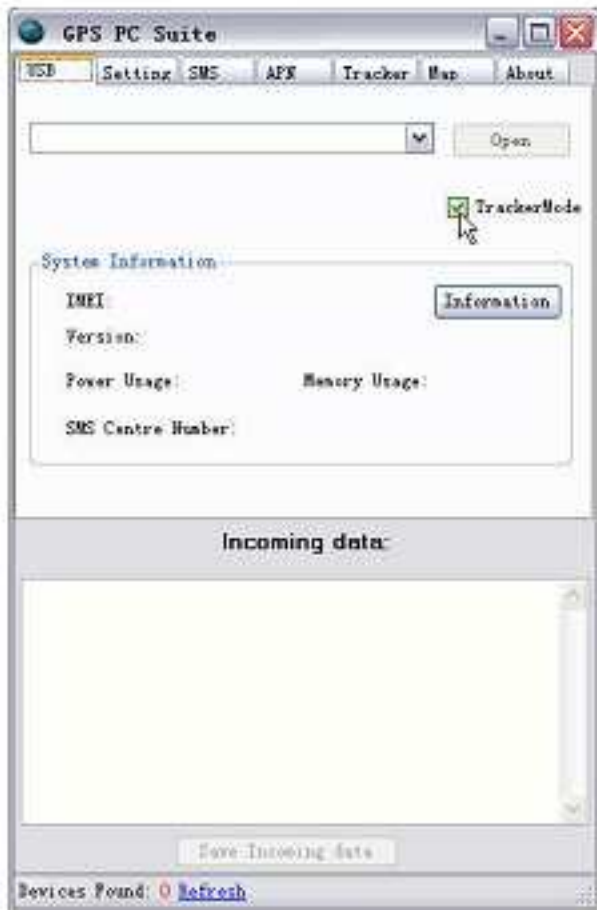 GPS PC Suite
USB Setting SMS APN Tracker Map About
Open
TrackerMode
System Information
IMEI: Information
Version:
Power Usage: Memory Usage:
SMS Centre Number:
Incoming data:
Save Incoming data
Devices Found: 0 Refresh